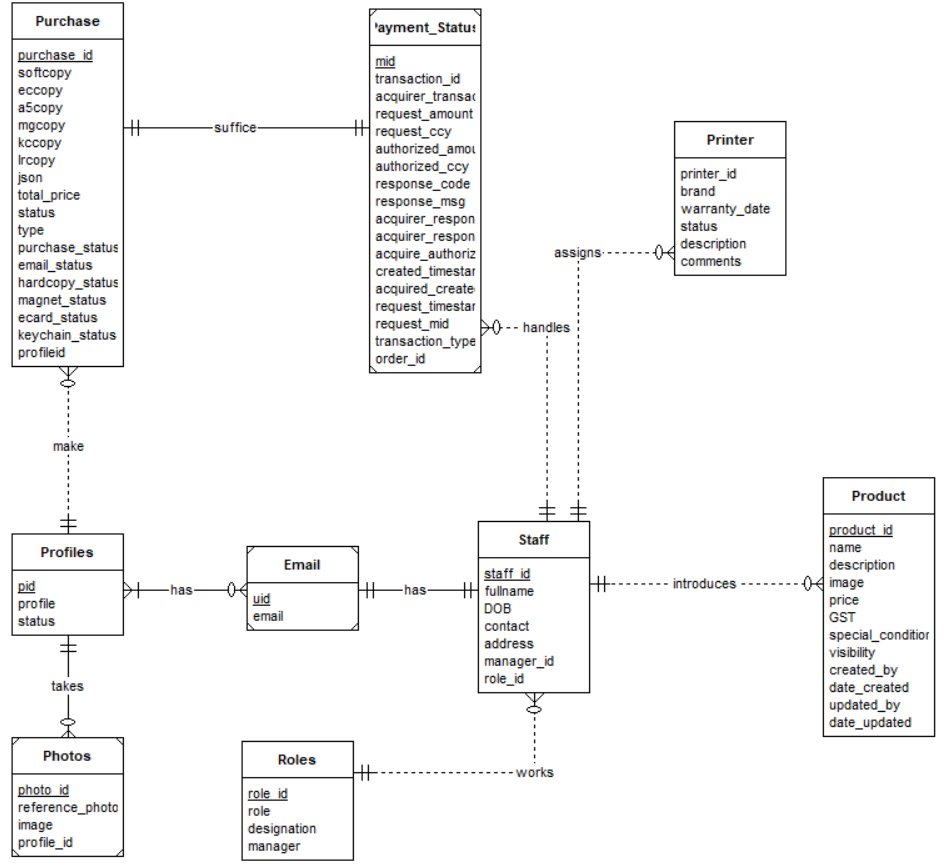 Purchase
purchase_id
softcopy
eccopy
a5copy
mgcopy
kccopy
lrcopy
json
total_price
status
type
purchase_status
email_status
hardcopy_status
magnet_status
ecard_status
keychain_status
profileid
suffice
Payment_Status
mid
transaction_id
acquirer_transac
request_amount
request_ccy
authorized_amou
authorized_ccy
response_code
response_msg
acquirer_respon
acquirer_respon
acquire_authoriz
created_timestar
acquired_create
request_timestar
request_mid
transaction_type
order_id
Printer
printer_id
brand
warranty_date
status
description
comments
assigns
handles
make
Profiles
pid
profile
status
has
Email
uid
email
has
Staff
staff_id
fullname
DOB
contact
address
manager_id
role_id
introduces
Product
product_id
name
description
image
price
GST
special_condition
visibility
created_by
date_created
updated_by
date_updated
takes
Photos
photo_id
reference_photo
image
profile_id
Roles
role_id
role
designation
manager
works